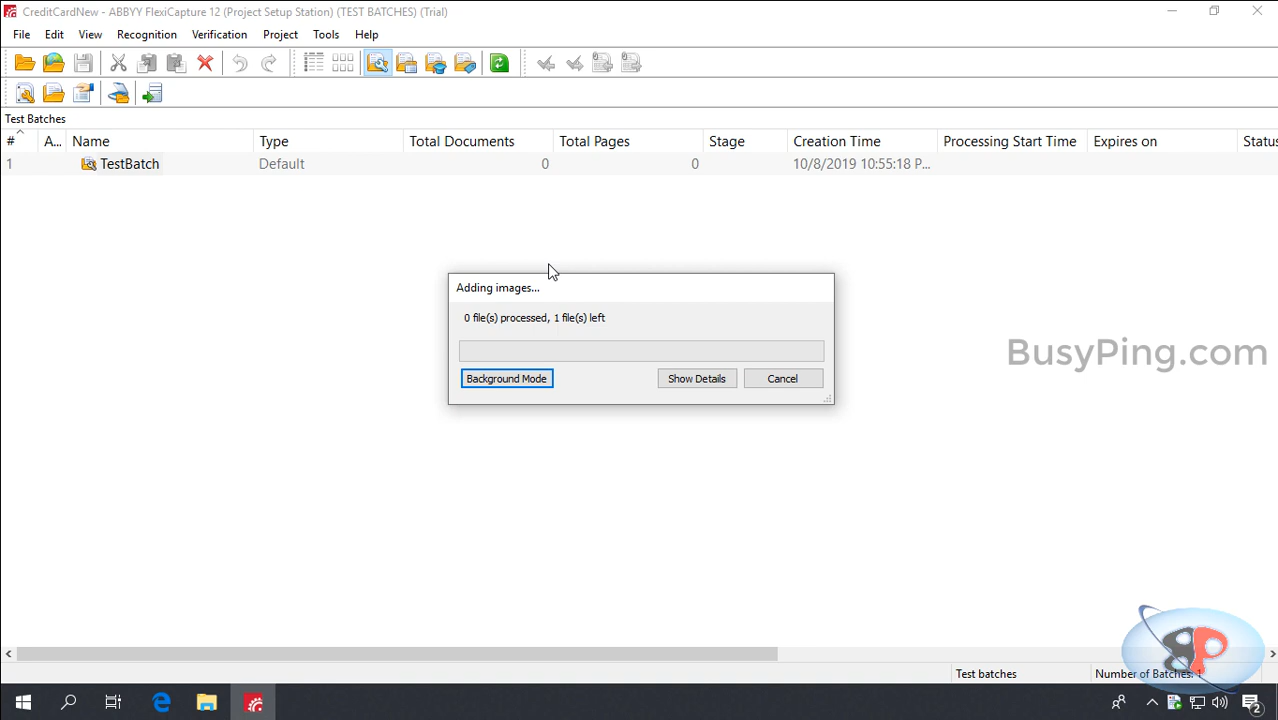 CreditCardNew - ABBYY FlexiCapture 12 (Project Setup Station) (TEST BATCHES) (Trial)
File Edit View Recognition Verification Project Tools Help
Test Batches
# A... Name Type Total Documents Total Pages Stage Creation Time Processing Start Time Expires on Status
1 TestBatch Default 0 0 10/8/2019 10:55:18 P...
Adding images...
0 file(s) processed, 1 file(s) left
Background Mode Show Details Cancel
BusyPing.com
Test batches Number of Batches: 1
2